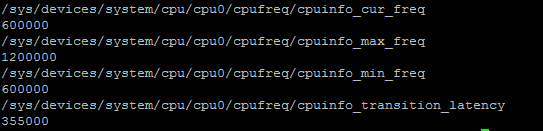 /sys/devices/system/cpu/cpu0/cpufreq/cpuinfo_cur_freq
600000
/sys/devices/system/cpu/cpu0/cpufreq/cpuinfo_max_freq
1200000
/sys/devices/system/cpu/cpu0/cpufreq/cpuinfo_min_freq
600000
/sys/devices/system/cpu/cpu0/cpufreq/cpuinfo_transition_latency
355000